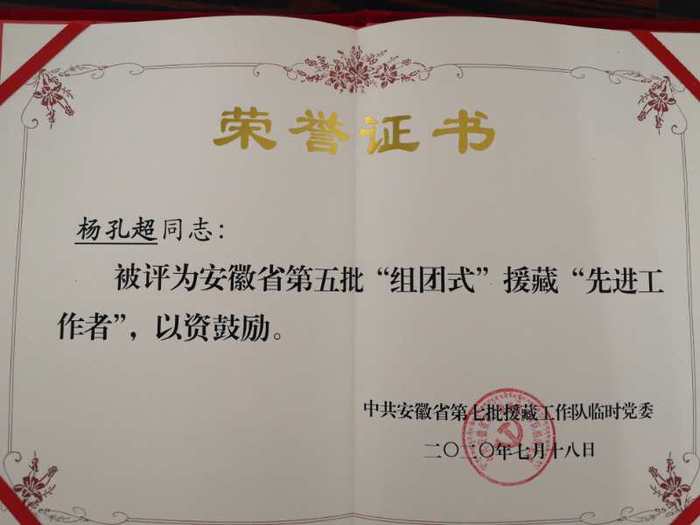 荣誉证书
杨孔超同志：
被评为安徽省第五批“组团式”援藏“先进工
作者”，以资鼓励。
中共安徽省第七批援藏工作队临时党委
二〇二〇年七月十八日